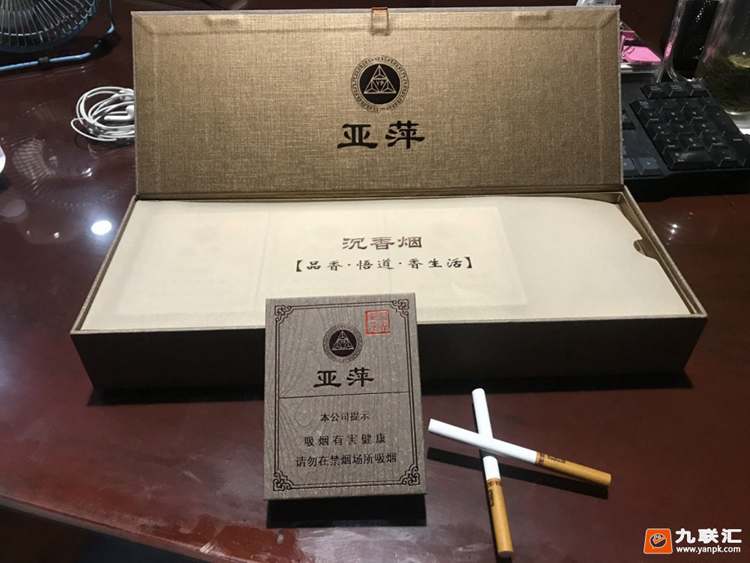 亚萍
沉香烟
【品香·悟道·香生活】
亚萍
本公司提示
吸烟有害健康
请勿在禁烟场所吸烟
九联汇
www.yanpk.com